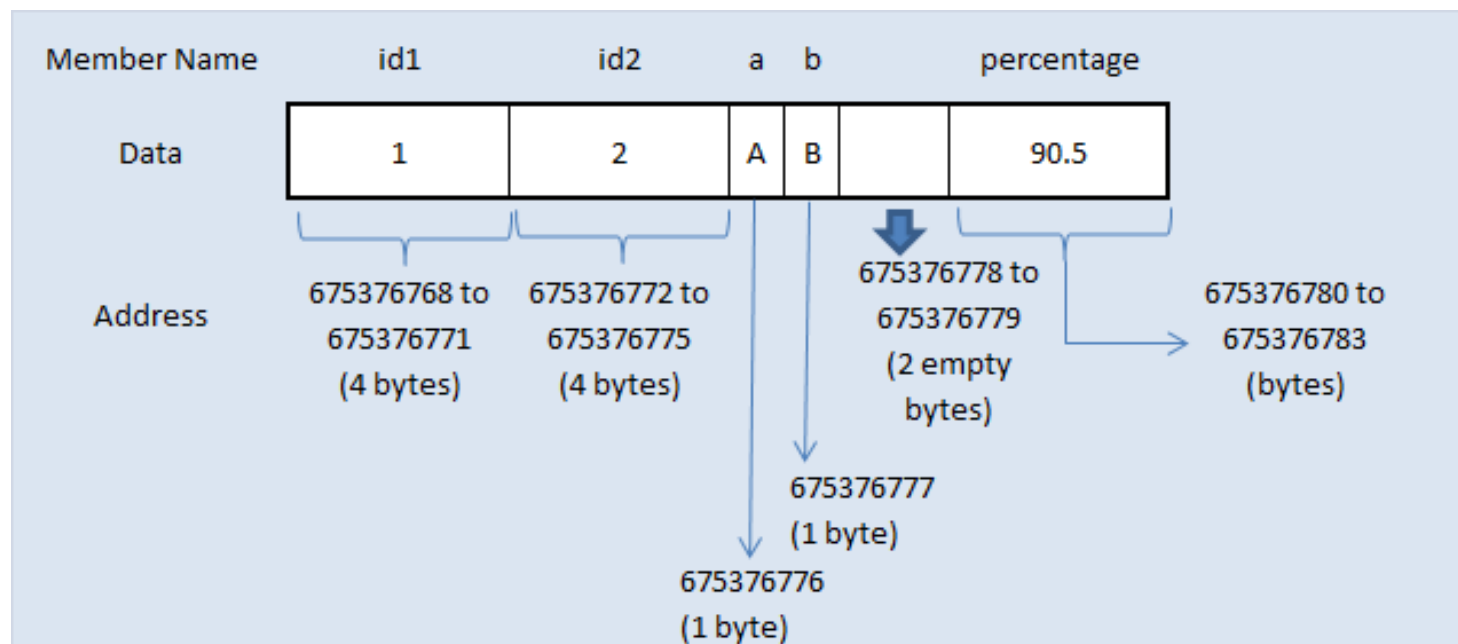 Member Name id1 id2 a b percentage
Data 1 2 A B 90.5
Address
675376768 to
675376771
(4 bytes)
675376772 to
675376775
(4 bytes)
675376778 to
675376779
(2 empty
bytes)
675376780 to
675376783
(bytes)
675376777
(1 byte)
675376776
(1 byte)